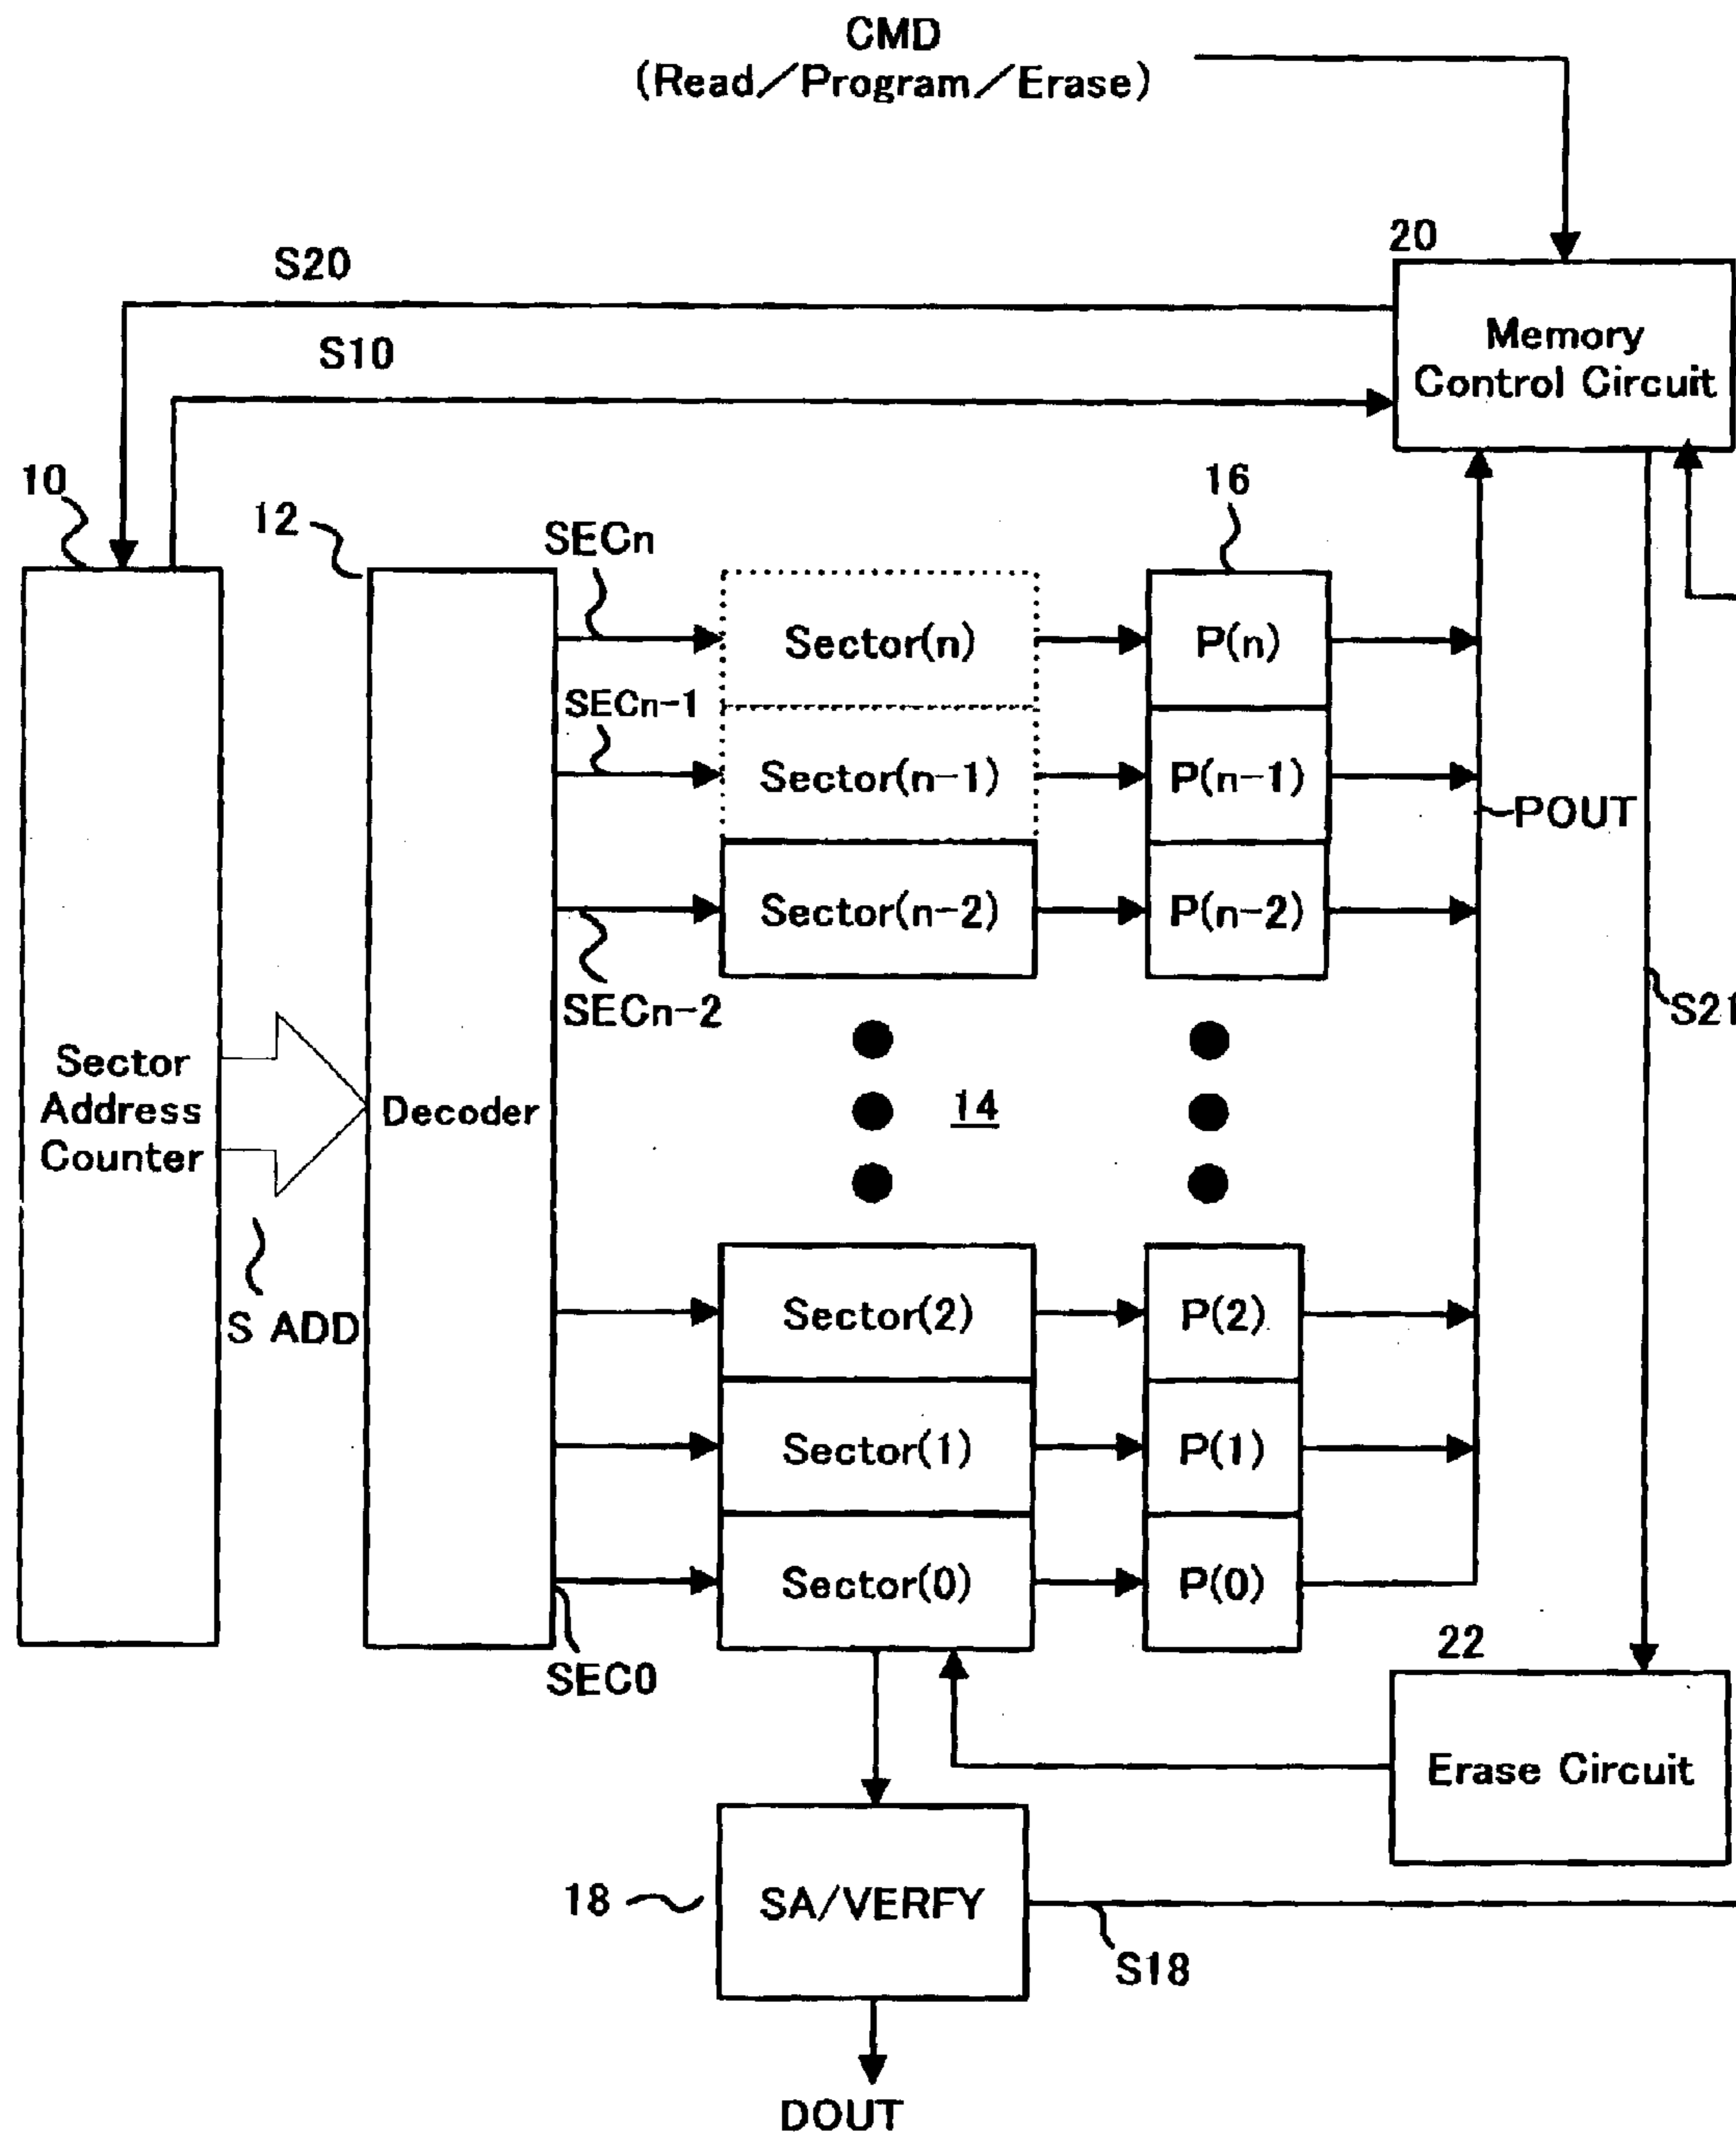 CMD
(Read/Program/Erase)
20
S20
Memory
Control Circuit
S10
10
12
SECn
16
Sector(n)
P(n)
SECn-1
Sector(n-1)
P(n-1)
POUT
Sector(n-2)
P(n-2)
SECn-2
S21
Sector
Address
Counter
Decoder
14
S ADD
Sector(2)
P(2)
Sector(1)
P(1)
Sector(0)
P(0)
SEC0
22
Erase Circuit
18
SA/VERFY
S18
DOUT